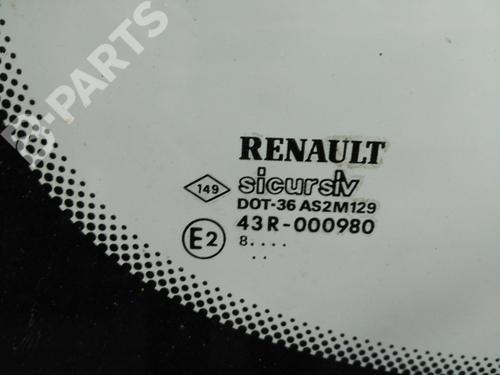 B-PARTS
RENAULT
149 sicursiv
DOT-36 AS2M129
E2 43R-000980
8....
..